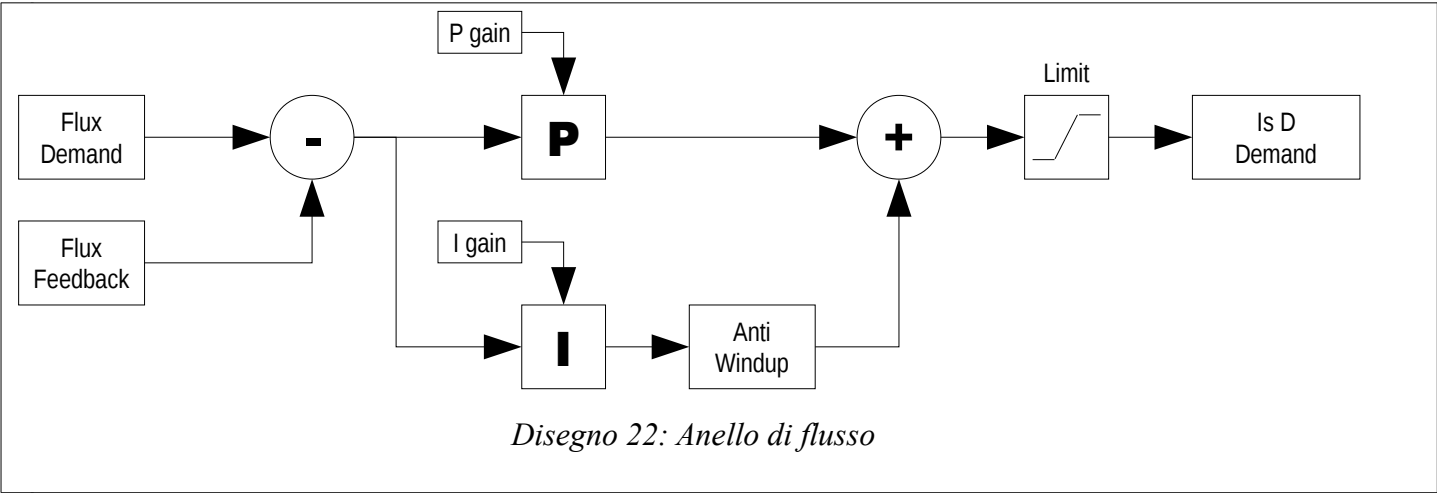 P gain
Limit
Flux
Demand
-
P
+
Is D
Demand
Flux
Feedback
I gain
I
Anti
Windup
Disegno 22: Anello di flusso